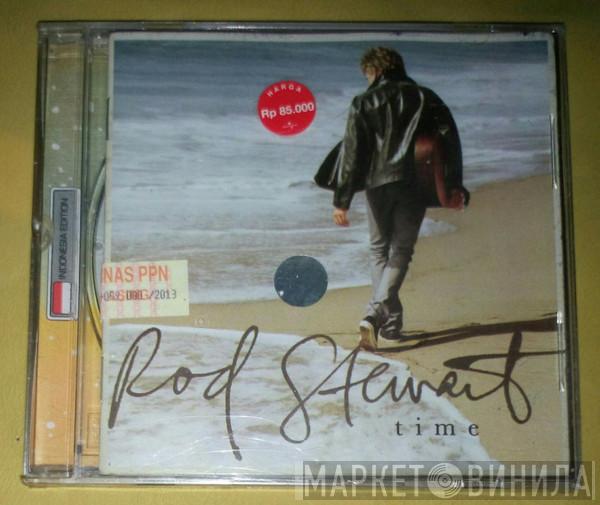 HARGA
Rp 85.000
INDONESIA EDITION
NAS PPN
/2013
Rod Stewart
time
МАРКЕТ ВИНИЛА